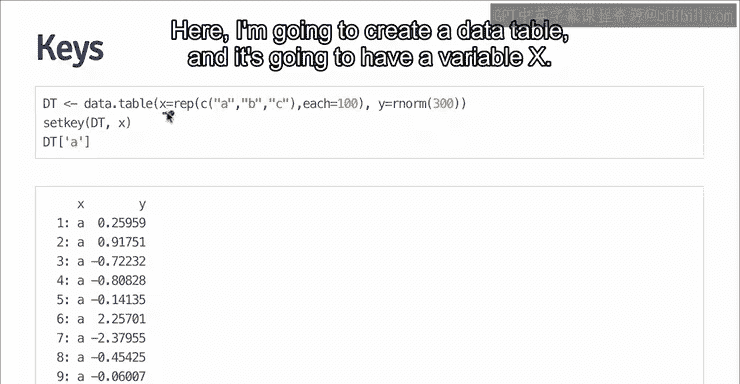 Keys
Here, I'm going to create a data table,
and it's going to have a variable X.
DT <- data.table(x=rep(c("a","b","c"),each=100), y=rnorm(300))
setkey(DT, x)
DT['a']
x y
1: a 0.25959
2: a 0.91751
3: a -0.72232
4: a -0.80828
5: a -0.14135
6: a 2.25701
7: a -2.37955
8: a -0.45425
9: a -0.06007